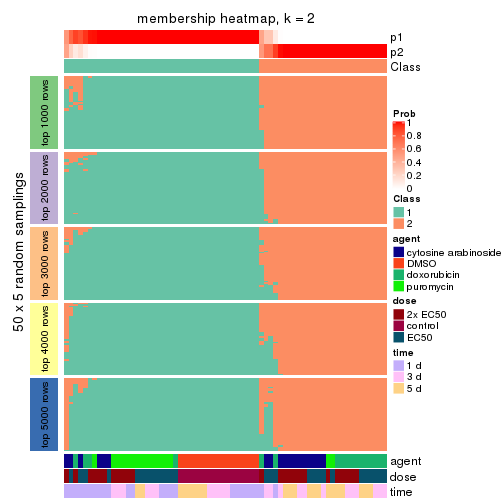 membership heatmap, k = 2
p1
p2
Class
50 x 5 random samplings
top 1000 rows
top 2000 rows
top 3000 rows
top 4000 rows
top 5000 rows
agent
dose
time
Prob
1
0.8
0.6
0.4
0.2
0
Class
1
2
agent
cytosine arabinoside
DMSO
doxorubicin
puromycin
dose
2x EC50
control
EC50
time
1 d
3 d
5 d